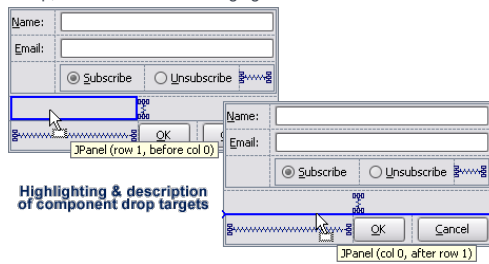 Name:
Email:
Subscribe
Unsubscribe
OK
JPanel (row 1, before col 0)
Name:
Email:
Subscribe
Unsubscribe
OK
Cancel
JPanel (col 0, after row 1)
Highlighting & description
of component drop targets